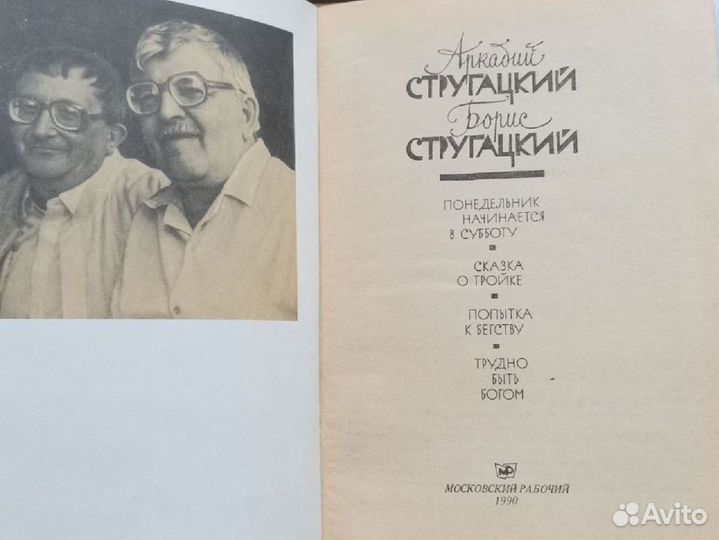 Аркадий
СТРУГАЦКИЙ
Борис
СТРУГАЦКИЙ
ПОНЕДЕЛЬНИК
НАЧИНАЕТСЯ
В СУББОТУ
СКАЗКА
О ТРОЙКЕ
ПОПЫТКА
К БЕГСТВУ
ТРУДНО
БЫТЬ
БОГОМ
МР
МОСКОВСКИЙ РАБОЧИЙ
1990
Avito